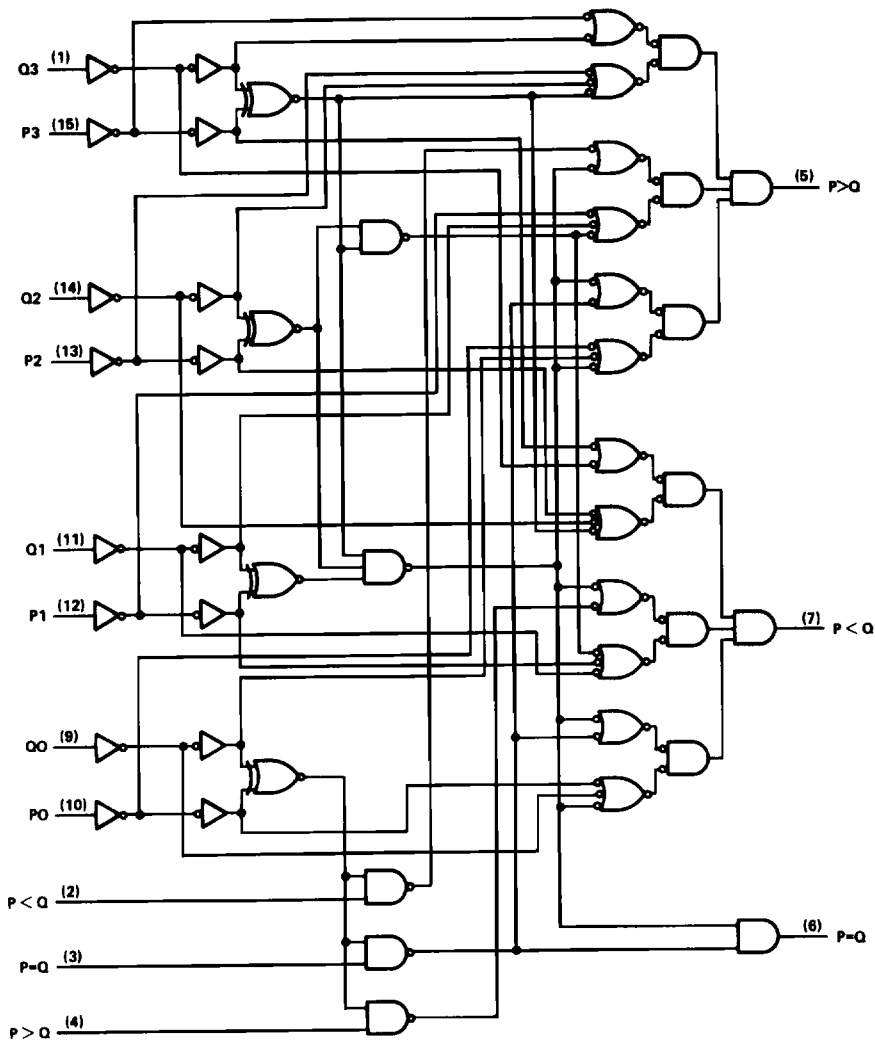 Q3 (1)
P3 (15)
(5) P>Q
Q2 (14)
P2 (13)
Q1 (11)
P1 (12)
(7) P < Q
Q0 (9)
P0 (10)
P < Q (2)
(6) P=Q
P=Q (3)
P > Q (4)